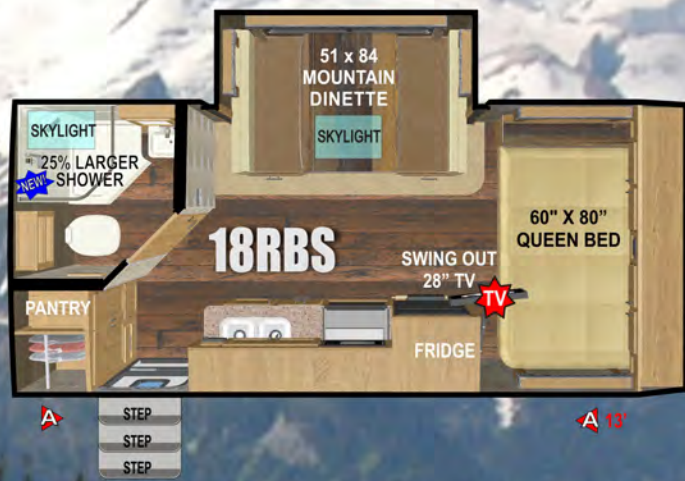 51 x 84
MOUNTAIN
DINETTE
SKYLIGHT
SKYLIGHT
25% LARGER
SHOWER
NEW!
60" X 80”
QUEEN BED
18RBS
SWING OUT
28” TV
TV
PANTRY
FRIDGE
A
A 13'
STEP
STEP
STEP